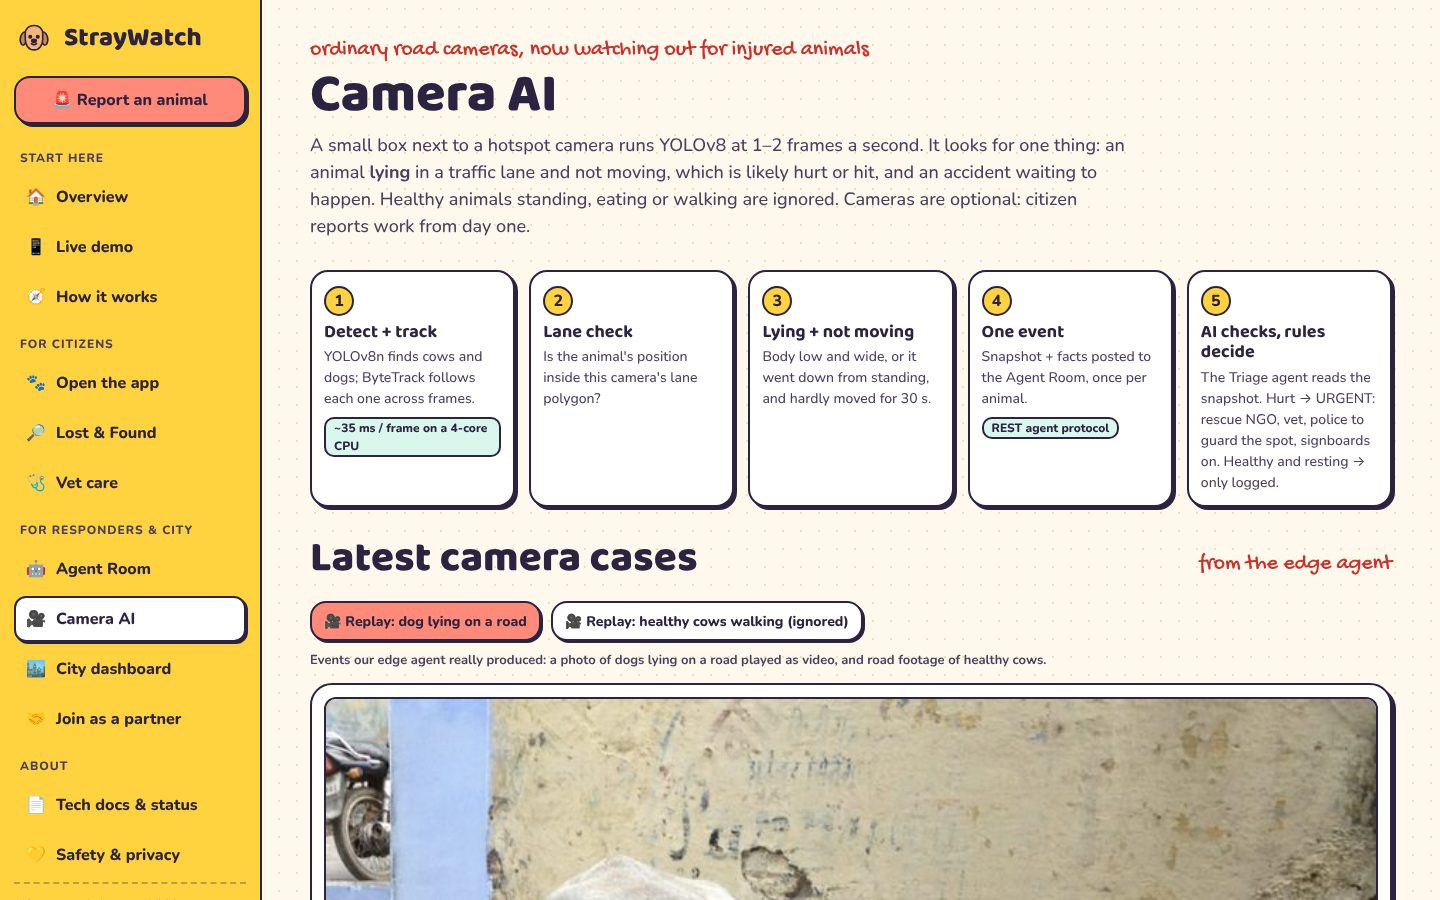 StrayWatch
Report an animal
START HERE
Overview
Live demo
How it works
FOR CITIZENS
Open the app
Lost & Found
Vet care
FOR RESPONDERS & CITY
Agent Room
Camera AI
City dashboard
Join as a partner
ABOUT
Tech docs & status
Safety & privacy
ordinary road cameras, now watching out for injured animals
Camera AI
A small box next to a hotspot camera runs YOLOv8 at 1–2 frames a second. It looks for one thing: an
animal lying in a traffic lane and not moving, which is likely hurt or hit, and an accident waiting to
happen. Healthy animals standing, eating or walking are ignored. Cameras are optional: citizen
reports work from day one.
1
Detect + track
YOLOv8n finds cows and
dogs; ByteTrack follows
each one across frames.
~35 ms / frame on a 4-core
CPU
2
Lane check
Is the animal's position
inside this camera's lane
polygon?
3
Lying + not moving
Body low and wide, or it
went down from standing,
and hardly moved for 30 s.
4
One event
Snapshot + facts posted to
the Agent Room, once per
animal.
REST agent protocol
5
AI checks, rules
decide
The Triage agent reads the
snapshot. Hurt → URGENT:
rescue NGO, vet, police to
guard the spot, signboards
on. Healthy and resting →
only logged.
Latest camera cases
from the edge agent
Replay: dog lying on a road
Replay: healthy cows walking (ignored)
Events our edge agent really produced: a photo of dogs lying on a road played as video, and road footage of healthy cows.